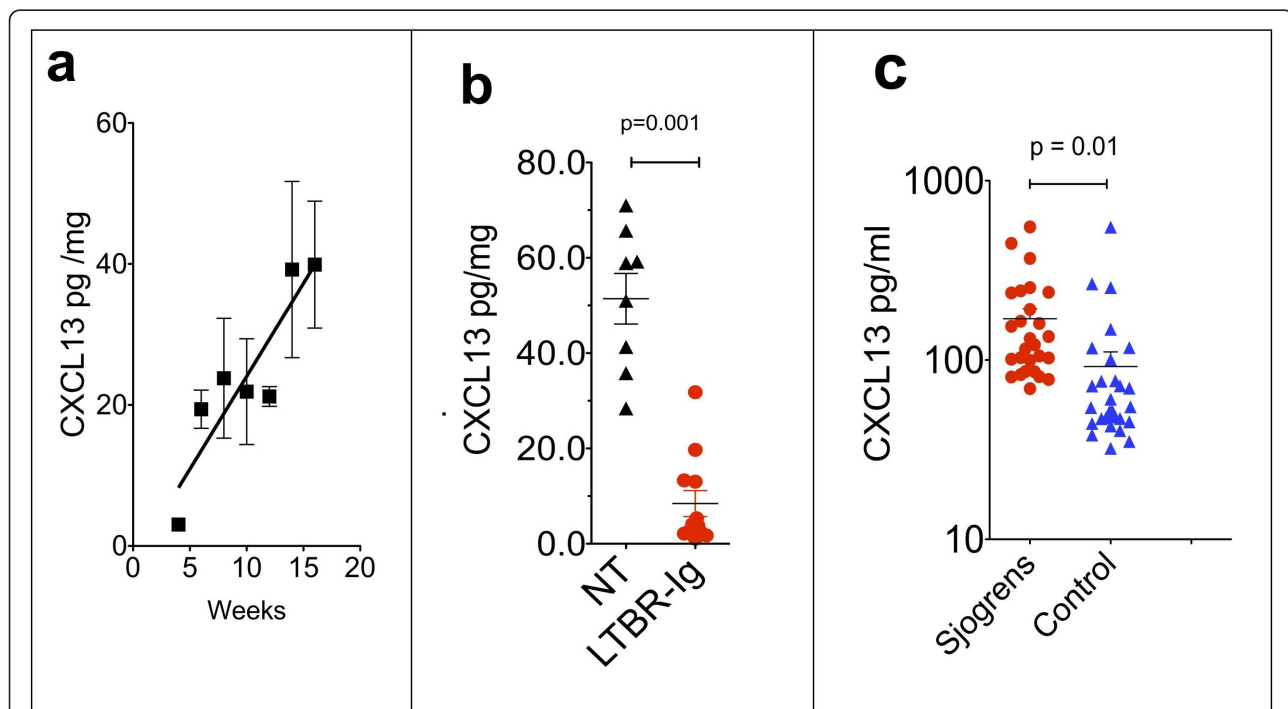 a
CXCL13 pg /mg
60
40
20
0
0 5 10 15 20
Weeks
b
p=0.001
CXCL13 pg/mg
80.0
60.0
40.0
20.0
0.0
NT
LTBR-Ig
c
p = 0.01
CXCL13 pg/ml
1000
100
10
Sjogrens
Control